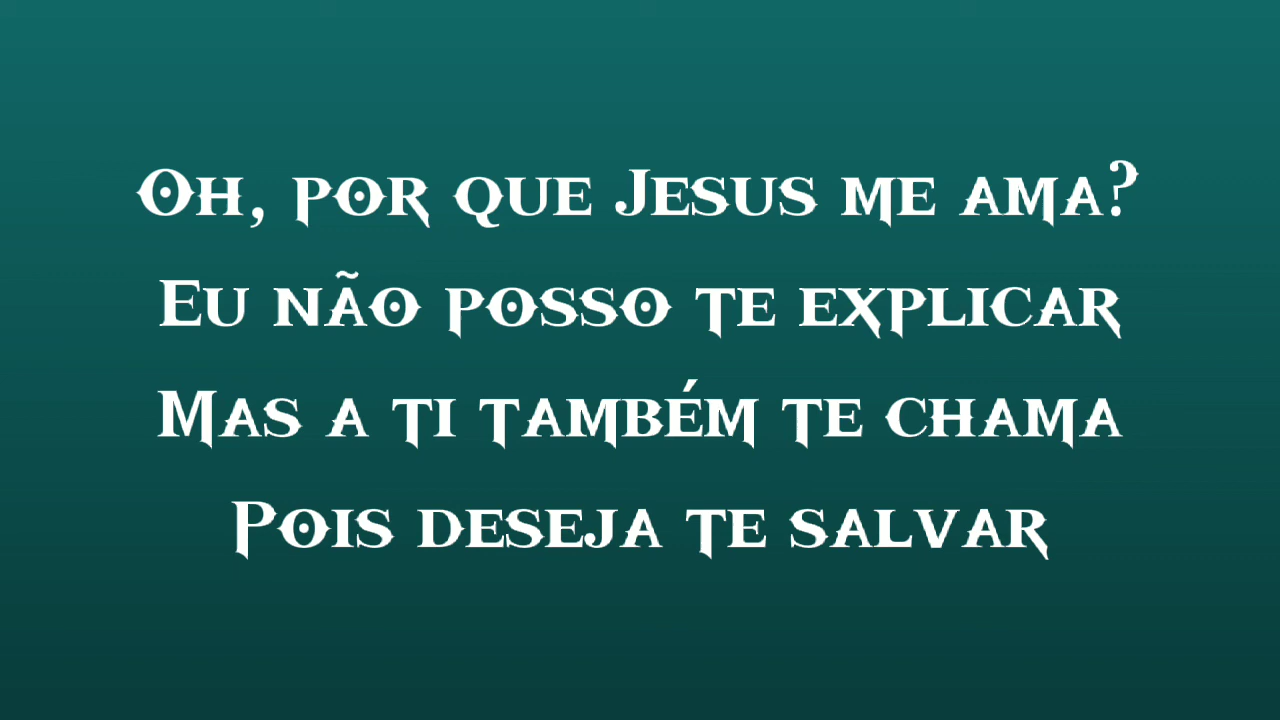 Oh, por que Jesus me ama?
Eu não posso te explicar
Mas a ti também te chama
Pois deseja te salvar